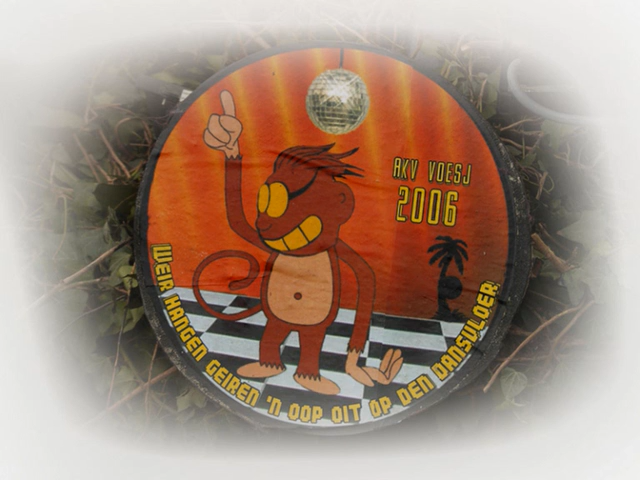 AKV VOESJ
2006
WEIR HANGEN GEIREN 'N OOP OIT OP DEN DANSVLOER